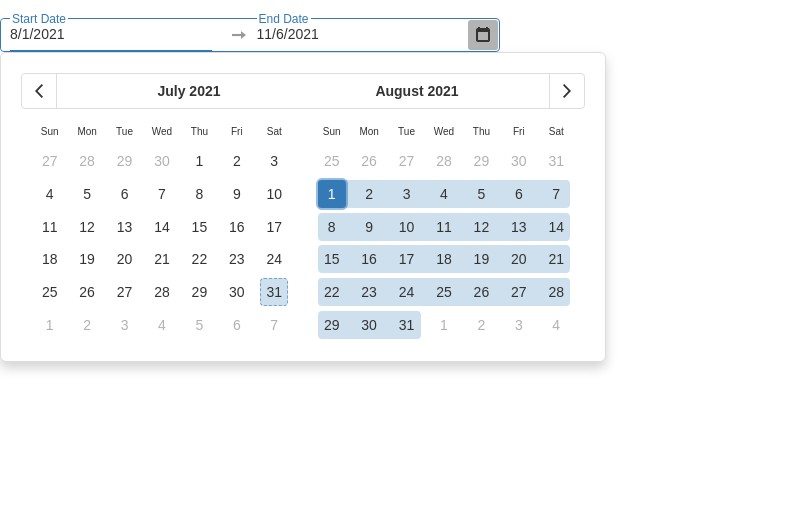 Start Date
End Date
8/1/2021
11/6/2021
July 2021
August 2021
Sun Mon Tue Wed Thu Fri Sat
27 28 29 30 1 2 3
4 5 6 7 8 9 10
11 12 13 14 15 16 17
18 19 20 21 22 23 24
25 26 27 28 29 30 31
1 2 3 4 5 6 7
Sun Mon Tue Wed Thu Fri Sat
25 26 27 28 29 30 31
1 2 3 4 5 6 7
8 9 10 11 12 13 14
15 16 17 18 19 20 21
22 23 24 25 26 27 28
29 30 31 1 2 3 4